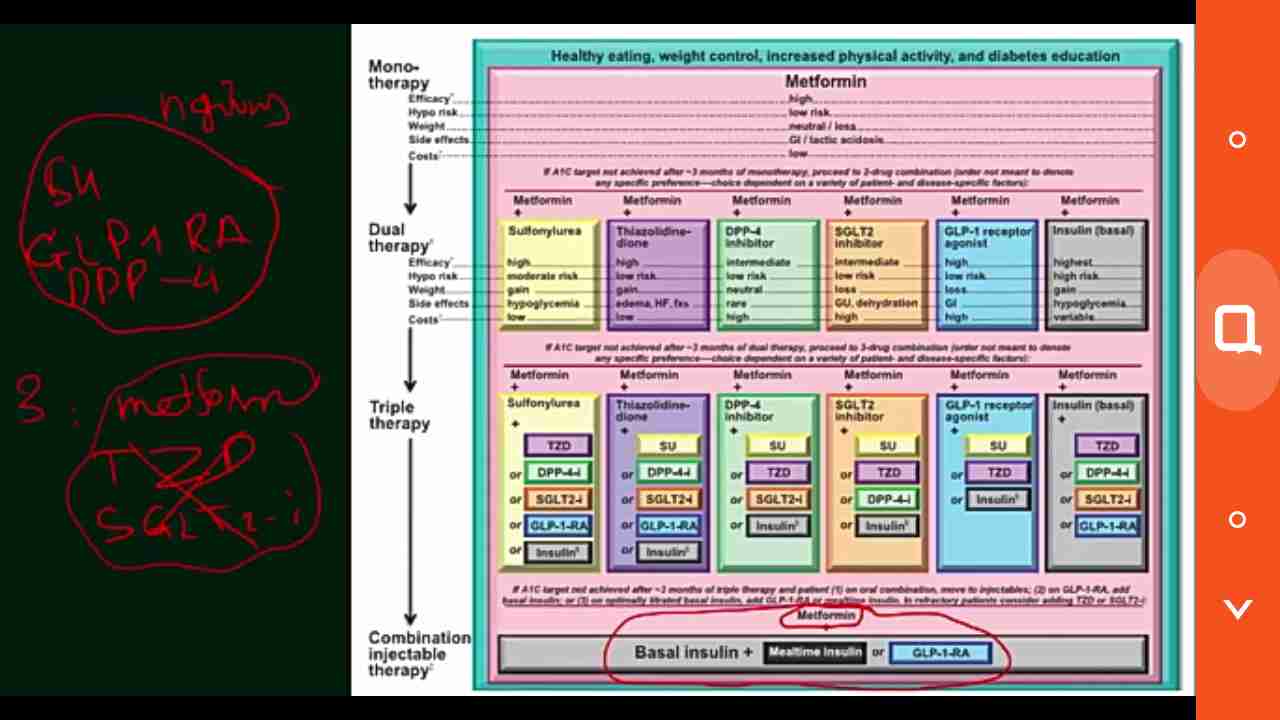 ngừng
SU
GLP1 RA
DPP-4
3: metform
TZD
SGLT2-i
Healthy eating, weight control, increased physical activity, and diabetes education
Mono-
therapy
Metformin
Efficacy* high
Hypo risk low risk
Weight neutral / loss
Side effects GI / lactic acidosis
Costs* low
If A1C target not achieved after ~3 months of monotherapy, proceed to 2-drug combination (order not meant to denote
any specific preference—choice dependent on a variety of patient- and disease-specific factors):
Metformin Metformin Metformin Metformin Metformin Metformin
+ + + + + +
Dual
therapy†
Sulfonylurea Thiazolidine- DPP-4 SGLT2 GLP-1 receptor Insulin (basal)
dione inhibitor inhibitor agonist
Efficacy* high high intermediate intermediate high highest
Hypo risk moderate risk low risk low risk low risk low risk high risk
Weight gain gain neutral loss loss gain
Side effects hypoglycemia edema, HF, fxs rare GU, dehydration GI hypoglycemia
Costs* low low high high high variable
If A1C target not achieved after ~3 months of dual therapy, proceed to 3-drug combination (order not meant to denote
any specific preference—choice dependent on a variety of patient- and disease-specific factors):
Metformin Metformin Metformin Metformin Metformin Metformin
+ + + + + +
Triple
therapy
Sulfonylurea Thiazolidine- DPP-4 SGLT2 GLP-1 receptor Insulin (basal)
dione inhibitor inhibitor agonist
+ + + + + +
TZD SU SU SU SU TZD
or DPP-4-i or DPP-4-i or TZD or TZD or TZD or DPP-4-i
or SGLT2-i or SGLT2-i or SGLT2-i or DPP-4-i or Insulin§ or SGLT2-i
or GLP-1-RA or GLP-1-RA or Insulin§ or Insulin§ or GLP-1-RA
or Insulin§ or Insulin§
If A1C target not achieved after ~3 months of triple therapy and patient (1) on oral combination, move to injectables; (2) on GLP-1-RA, add
basal insulin; or (3) on optimally titrated basal insulin, add GLP-1-RA or mealtime insulin. In refractory patients consider adding TZD or SGLT2-i:
Metformin
+
Combination
injectable
therapy‡
Basal insulin + Mealtime Insulin or GLP-1-RA